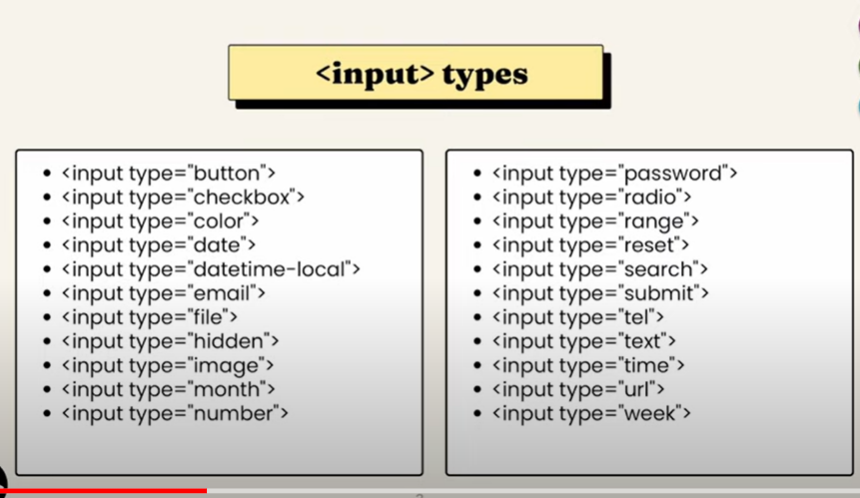 <input> types
• <input type="button">
• <input type="checkbox">
• <input type="color">
• <input type="date">
• <input type="datetime-local">
• <input type="email">
• <input type="file">
• <input type="hidden">
• <input type="image">
• <input type="month">
• <input type="number">
• <input type="password">
• <input type="radio">
• <input type="range">
• <input type="reset">
• <input type="search">
• <input type="submit">
• <input type="tel">
• <input type="text">
• <input type="time">
• <input type="url">
• <input type="week">